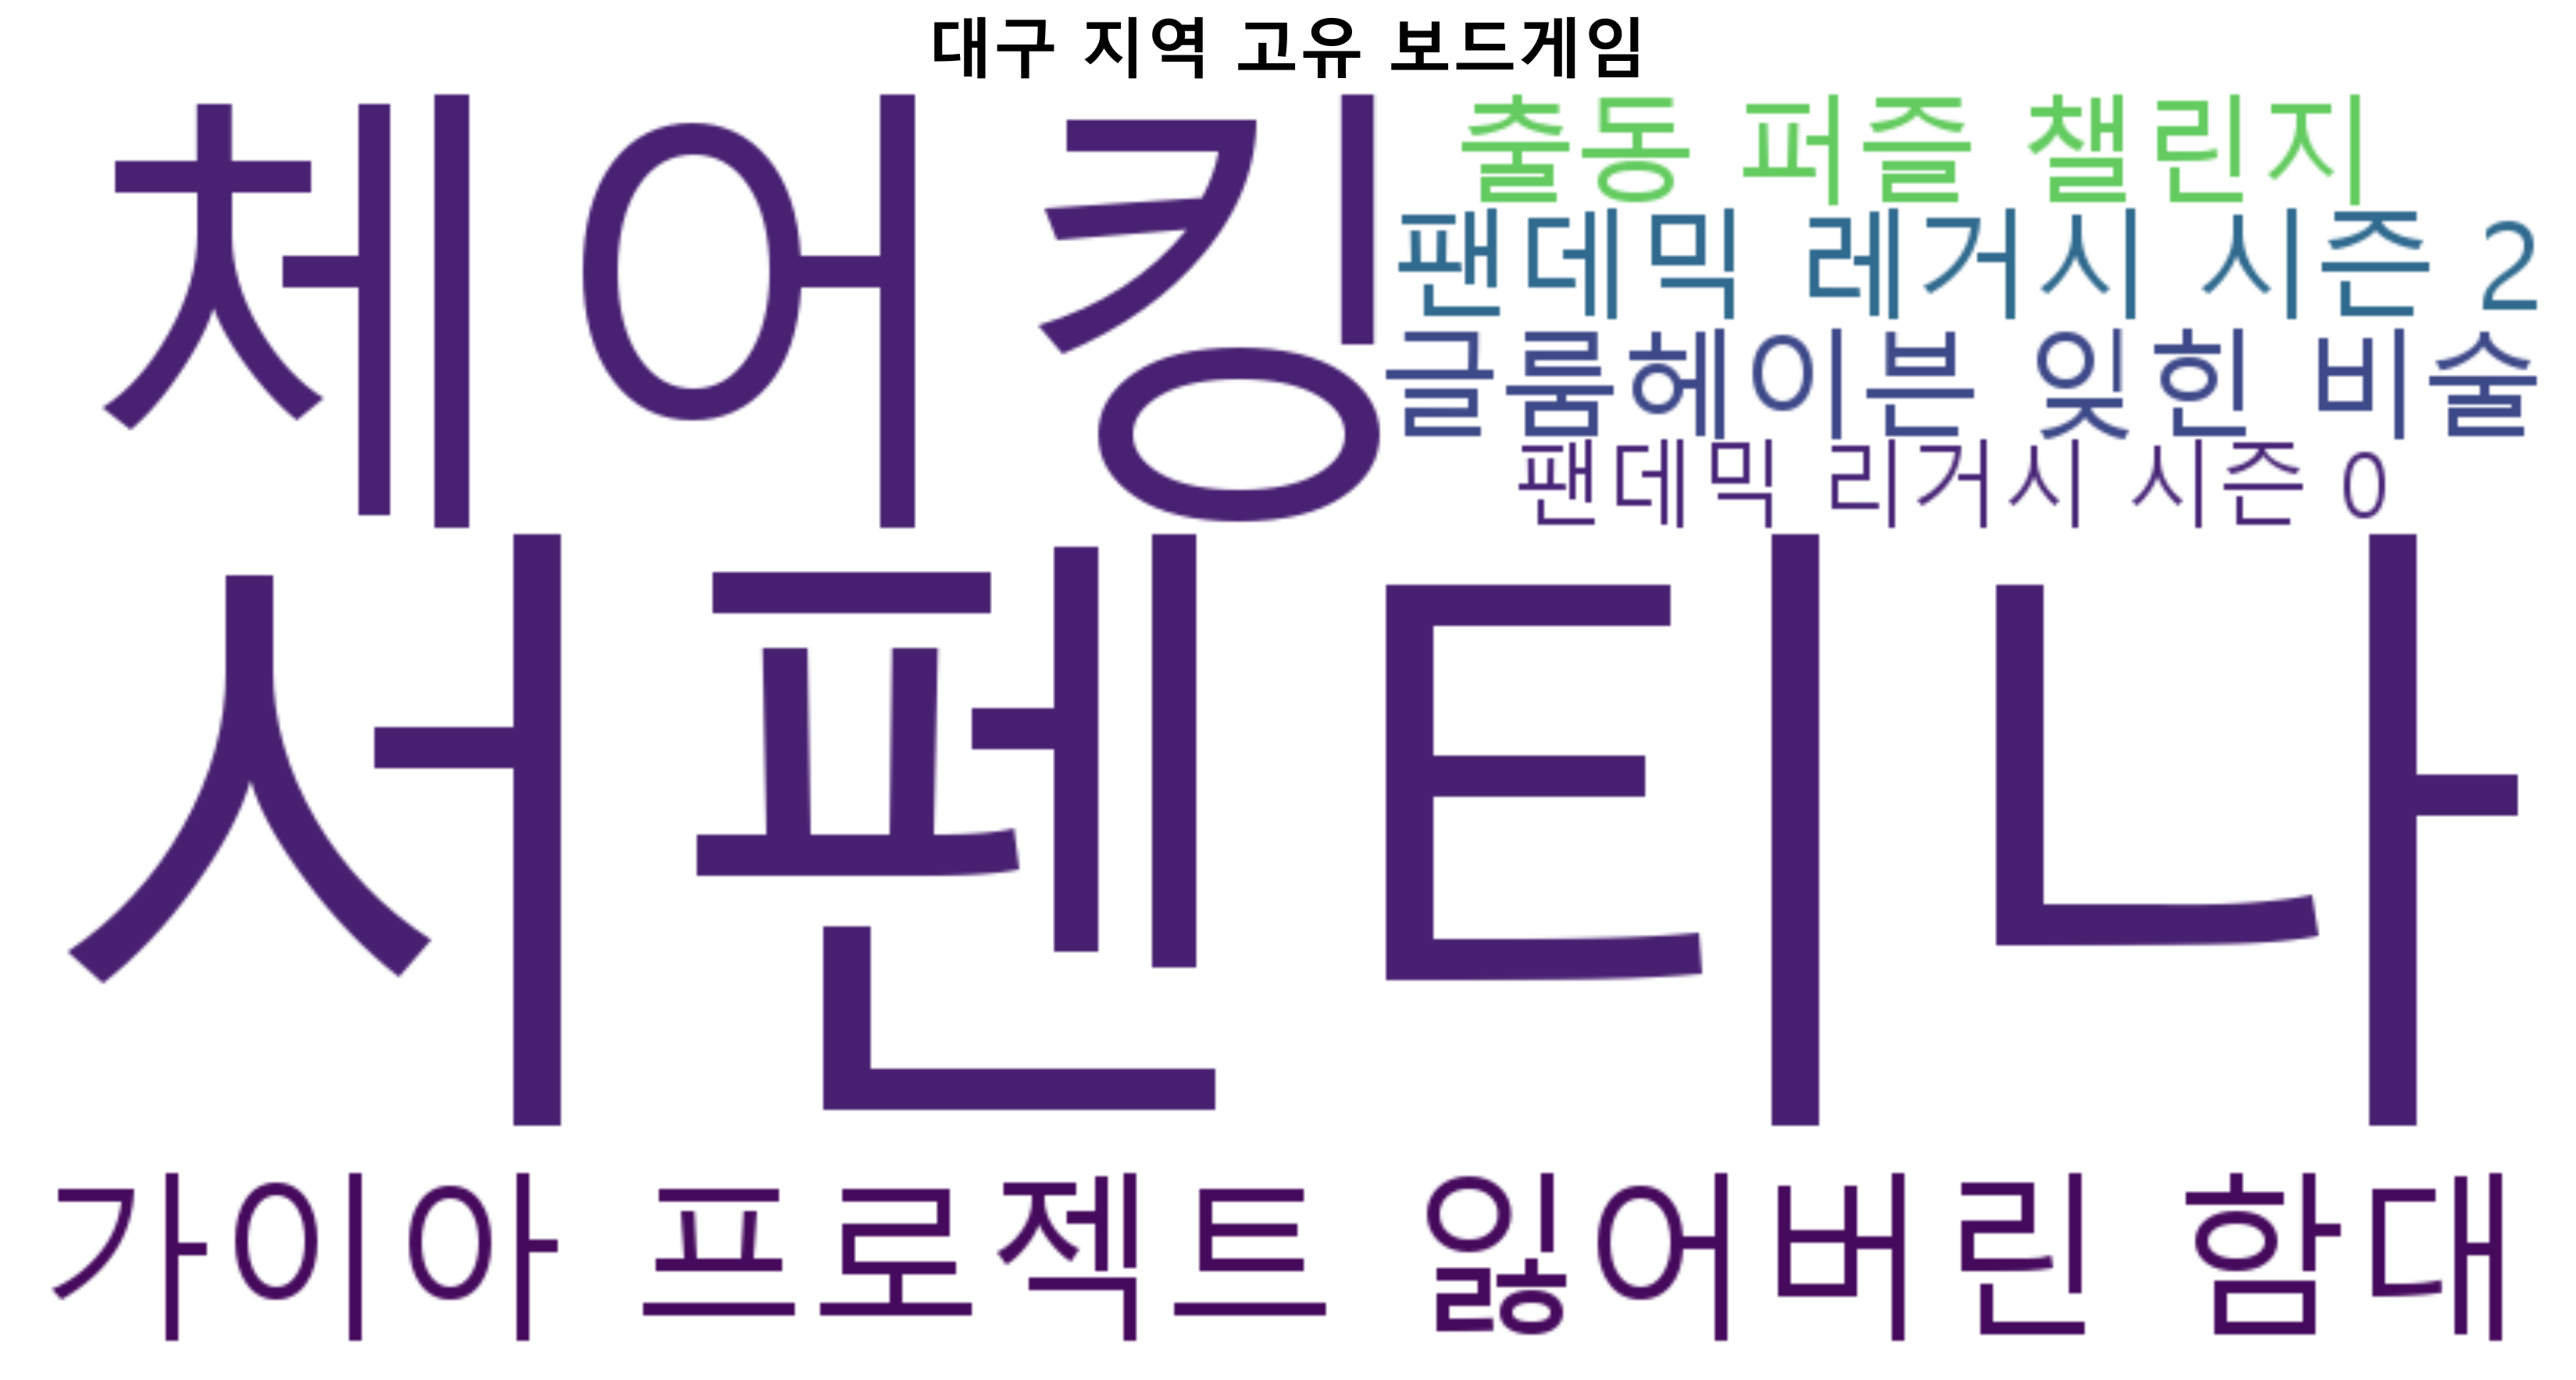 대구 지역 고유 보드게임
체어킹
출동 퍼즐 챌린지
팬데믹 레거시 시즌 2
글룸헤이븐 잊힌 비술
팬데믹 리거시 시즌 0
서펜티나
가이아 프로젝트 잃어버린 함대